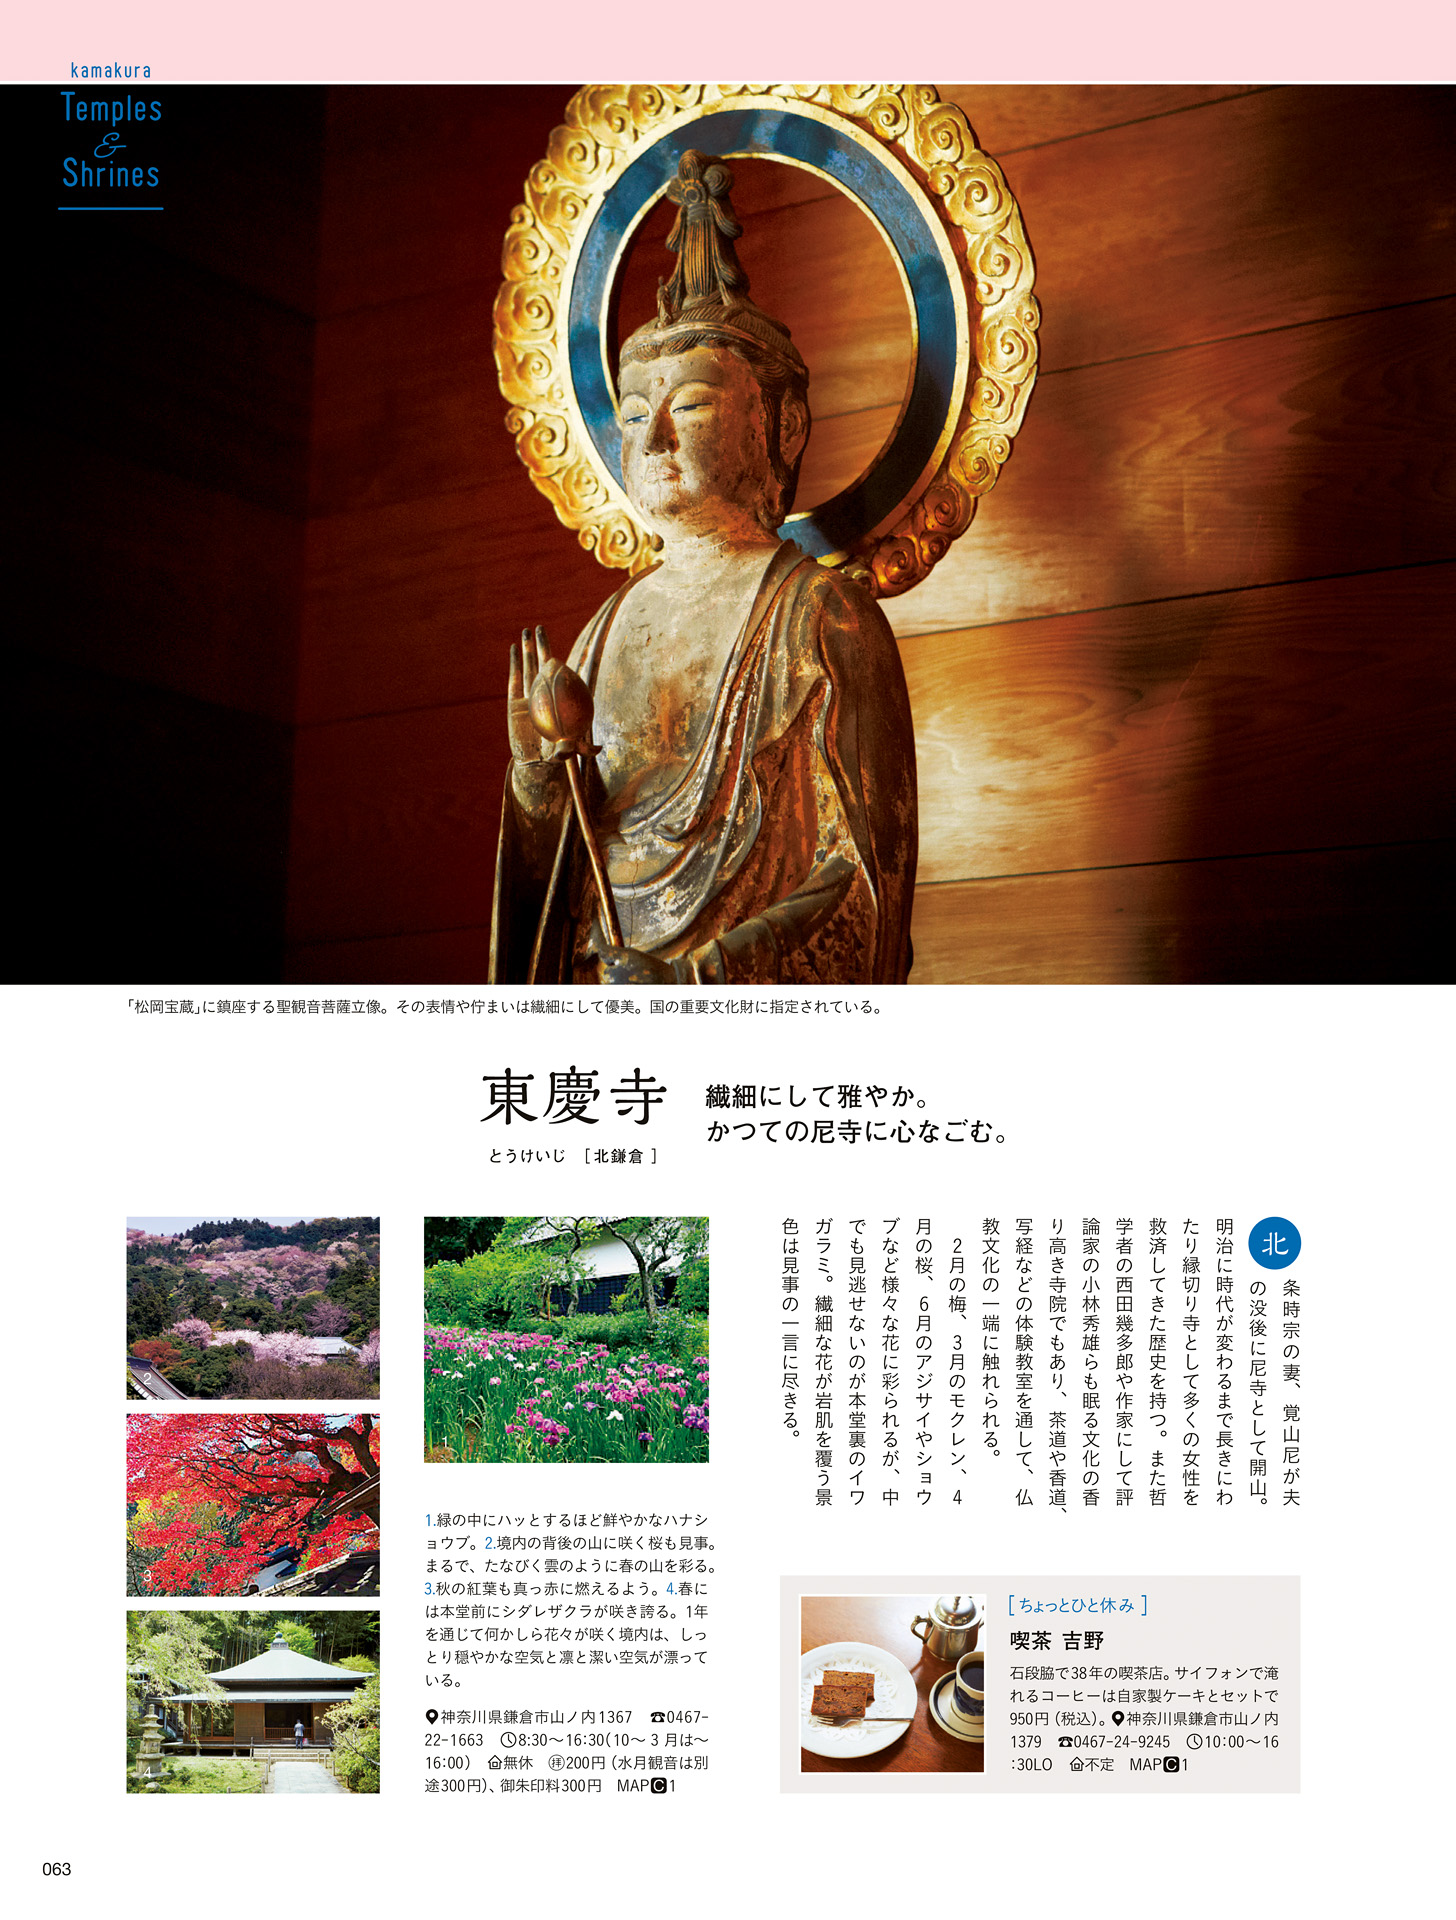 kamakura
Temples
&
Shrines
「松岡宝蔵」に鎮座する聖観音菩薩立像。その表情や佇まいは繊細にして優美。国の重要文化財に指定されている。
東慶寺
とうけいじ [ 北鎌倉 ]
繊細にして雅やか。
かつての尼寺に心なごむ。
北条時宗の妻、覚山尼が夫
の没後に尼寺として開山。
明治に時代が変わるまで長きにわ
たり縁切り寺として多くの女性を
救済してきた歴史を持つ。また哲
学者の西田幾多郎や作家にして評
論家の小林秀雄らも眠る文化の香
り高き寺院でもあり、茶道や香道、
写経などの体験教室を通して、仏
教文化の一端に触れられる。
2月の梅、3月のモクレン、4
月の桜、6月のアジサイやショウ
ブなど様々な花に彩られるが、中
でも見逃せないのが本堂裏のイワ
ガラミ。繊細な花が岩肌を覆う景
色は見事の一言に尽きる。
1
2
3
4
1.緑の中にハッとするほど鮮やかなハナシ
ョウブ。2.境内の背後の山に咲く桜も見事。
まるで、たなびく雲のように春の山を彩る。
3.秋の紅葉も真っ赤に燃えるよう。4.春に
は本堂前にシダレザクラが咲き誇る。1年
を通じて何かしら花々が咲く境内は、しっ
とり穏やかな空気と凛と潔い空気が漂って
いる。
神奈川県鎌倉市山ノ内1367 ☎0467-
22-1663 8:30〜16:30(10〜3月は〜
16:00) 無休 拝200円(水月観音は別
途300円)、御朱印料300円 MAP C 1
[ ちょっとひと休み ]
喫茶 吉野
石段脇で38年の喫茶店。サイフォンで淹
れるコーヒーは自家製ケーキとセットで
950円(税込)。神奈川県鎌倉市山ノ内
1379 ☎0467-24-9245 10:00〜16
:30LO 不定 MAP C 1
063